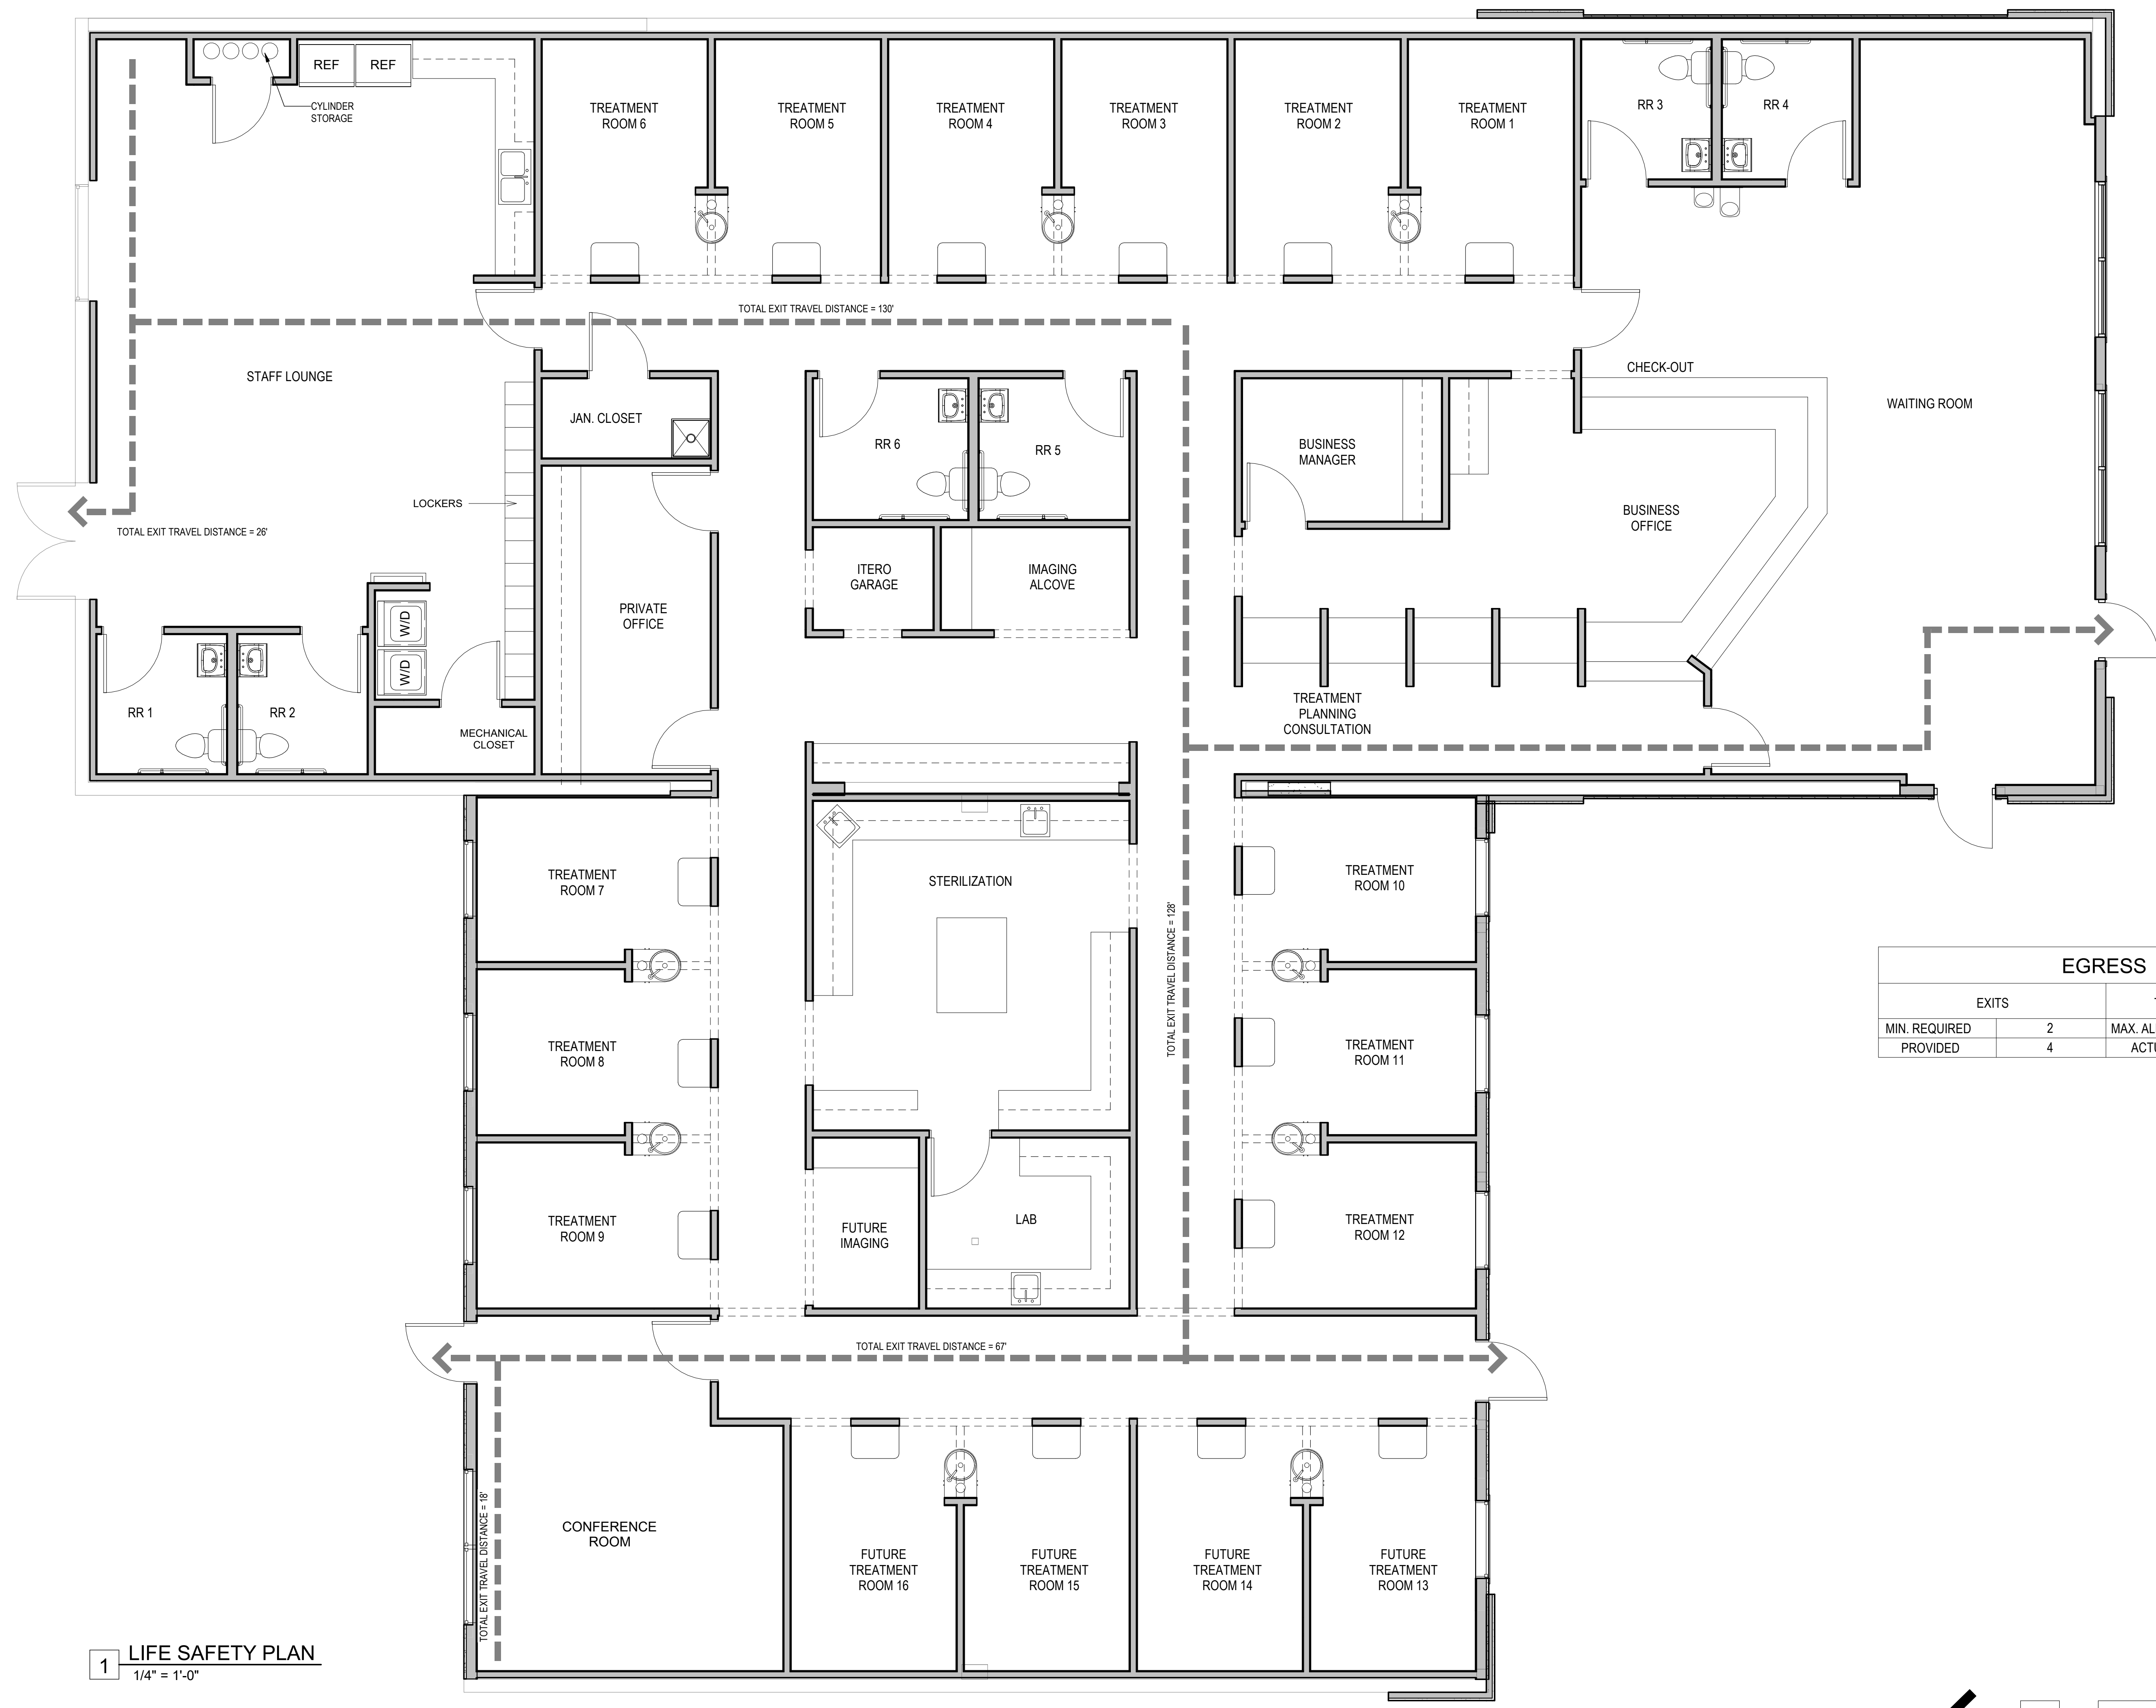 REF
REF
CYLINDER
STORAGE
TREATMENT
ROOM 6
TREATMENT
ROOM 5
TREATMENT
ROOM 4
TREATMENT
ROOM 3
TREATMENT
ROOM 2
TREATMENT
ROOM 1
RR 3
RR 4
TOTAL EXIT TRAVEL DISTANCE = 130'
STAFF LOUNGE
CHECK-OUT
WAITING ROOM
JAN. CLOSET
RR 6
RR 5
BUSINESS
MANAGER
LOCKERS
BUSINESS
OFFICE
TOTAL EXIT TRAVEL DISTANCE = 26'
ITERO
GARAGE
IMAGING
ALCOVE
PRIVATE
OFFICE
W/D
W/D
RR 1
RR 2
MECHANICAL
CLOSET
TREATMENT
PLANNING
CONSULTATION
TREATMENT
ROOM 7
STERILIZATION
TREATMENT
ROOM 10
TOTAL EXIT TRAVEL DISTANCE = 128'
EGRESS
EXITS
MIN. REQUIRED 2 MAX. AL
PROVIDED 4 ACTU
TREATMENT
ROOM 8
TREATMENT
ROOM 11
TREATMENT
ROOM 9
FUTURE
IMAGING
LAB
TREATMENT
ROOM 12
TOTAL EXIT TRAVEL DISTANCE = 67'
TOTAL EXIT TRAVEL DISTANCE = 18'
CONFERENCE
ROOM
FUTURE
TREATMENT
ROOM 16
FUTURE
TREATMENT
ROOM 15
FUTURE
TREATMENT
ROOM 14
FUTURE
TREATMENT
ROOM 13
1 LIFE SAFETY PLAN
1/4" = 1'-0"